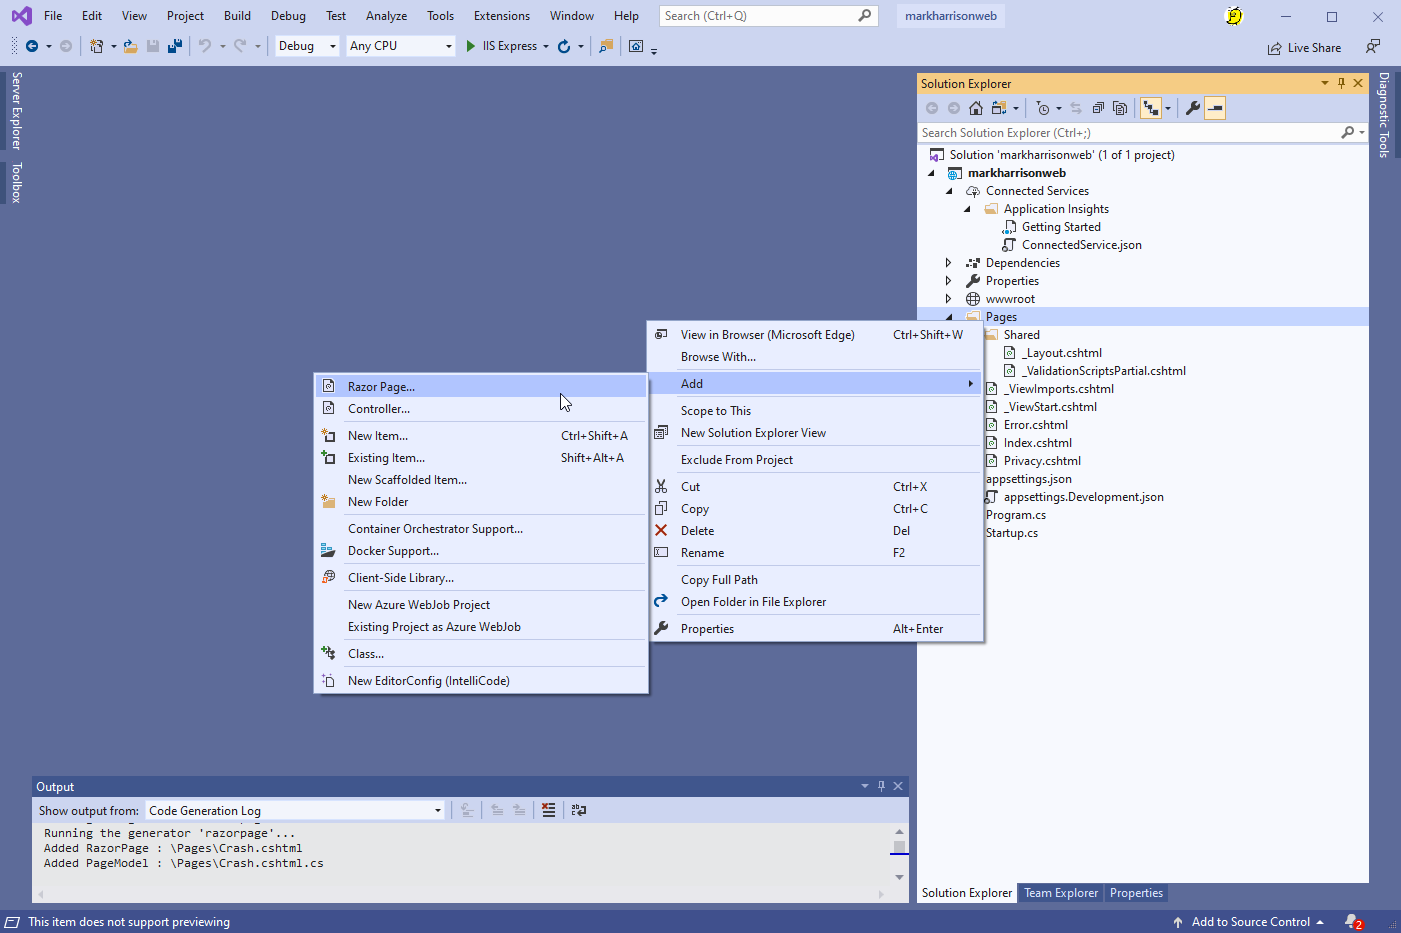 File Edit View Project Build Debug Test Analyze Tools Extensions Window Help Search (Ctrl+Q) markharrisonweb
Debug Any CPU IIS Express Live Share
Server Explorer
Toolbox
Solution Explorer
Search Solution Explorer (Ctrl+;)
Solution 'markharrisonweb' (1 of 1 project)
markharrisonweb
Connected Services
Application Insights
Getting Started
ConnectedService.json
Dependencies
Properties
wwwroot
Pages
Shared
_Layout.cshtml
_ValidationScriptsPartial.cshtml
_ViewImports.cshtml
_ViewStart.cshtml
Error.cshtml
Index.cshtml
Privacy.cshtml
appsettings.json
appsettings.Development.json
Program.cs
Startup.cs
Diagnostic Tools
View in Browser (Microsoft Edge) Ctrl+Shift+W
Browse With...
Add
Scope to This
New Solution Explorer View
Exclude From Project
Cut Ctrl+X
Copy Ctrl+C
Delete Del
Rename F2
Copy Full Path
Open Folder in File Explorer
Properties Alt+Enter
Razor Page...
Controller...
New Item... Ctrl+Shift+A
Existing Item... Shift+Alt+A
New Scaffolded Item...
New Folder
Container Orchestrator Support...
Docker Support...
Client-Side Library...
New Azure WebJob Project
Existing Project as Azure WebJob
Class...
New EditorConfig (IntelliCode)
Output
Show output from: Code Generation Log
Running the generator 'razorpage'...
Added RazorPage : \Pages\Crash.cshtml
Added PageModel : \Pages\Crash.cshtml.cs
Solution Explorer Team Explorer Properties
This item does not support previewing Add to Source Control 2